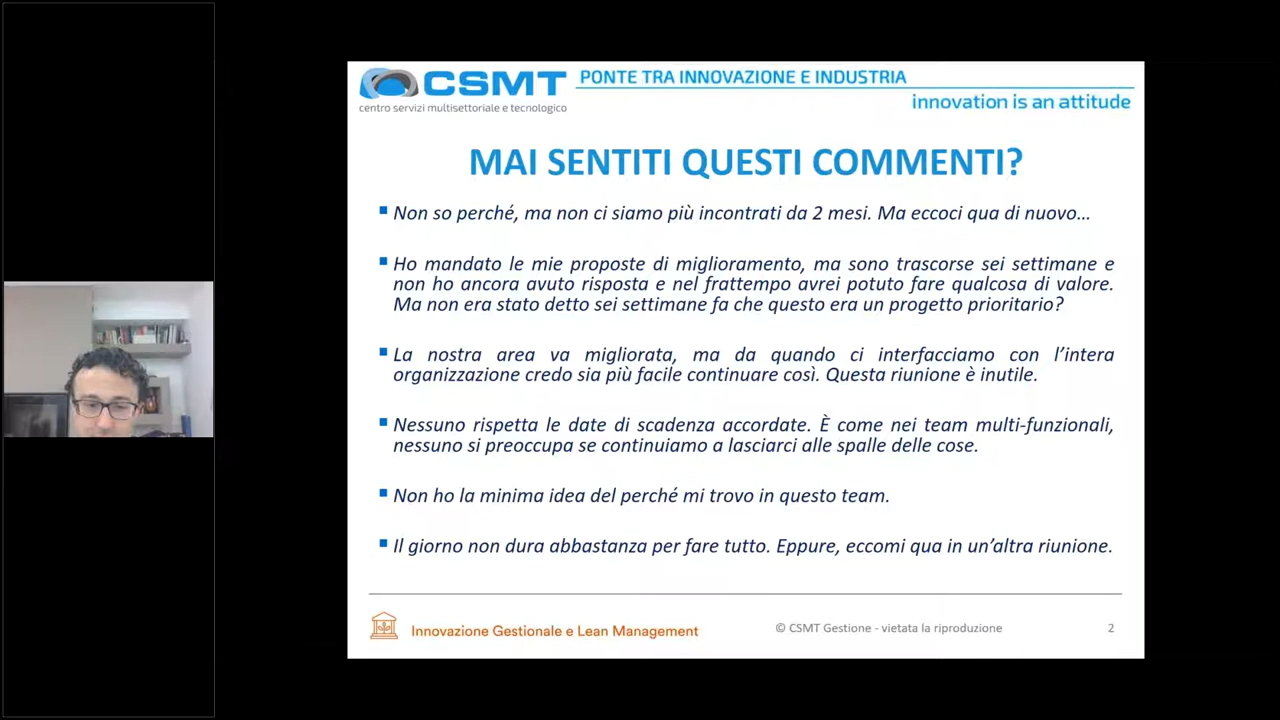 CSMT
centro servizi multisettoriale e tecnologico
PONTE TRA INNOVAZIONE E INDUSTRIA
innovation is an attitude
MAI SENTITI QUESTI COMMENTI?
Non so perché, ma non ci siamo più incontrati da 2 mesi. Ma eccoci qua di nuovo…
Ho mandato le mie proposte di miglioramento, ma sono trascorse sei settimane e
non ho ancora avuto risposta e nel frattempo avrei potuto fare qualcosa di valore.
Ma non era stato detto sei settimane fa che questo era un progetto prioritario?
La nostra area va migliorata, ma da quando ci interfacciamo con l’intera
organizzazione credo sia più facile continuare così. Questa riunione è inutile.
Nessuno rispetta le date di scadenza accordate. È come nei team multi-funzionali,
nessuno si preoccupa se continuiamo a lasciarci alle spalle delle cose.
Non ho la minima idea del perché mi trovo in questo team.
Il giorno non dura abbastanza per fare tutto. Eppure, eccomi qua in un’altra riunione.
Innovazione Gestionale e Lean Management
© CSMT Gestione - vietata la riproduzione
2